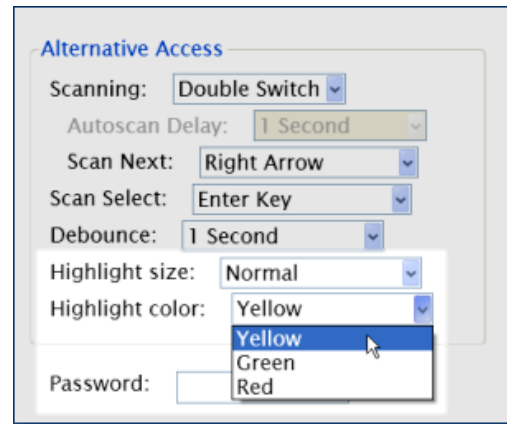 Alternative Access
Scanning: Double Switch
Autoscan Delay: 1 Second
Scan Next: Right Arrow
Scan Select: Enter Key
Debounce: 1 Second
Highlight size: Normal
Highlight color: Yellow
Yellow
Green
Password: Red